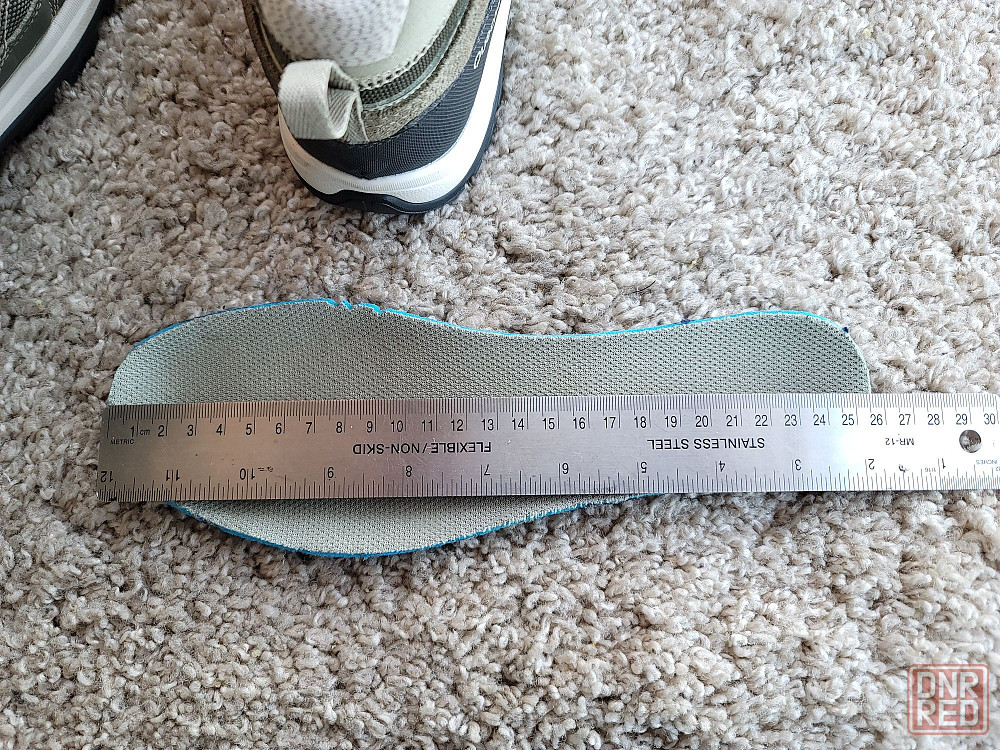 1 cm 2 3 4 5 6 7 8 9 10 11 12 13 14 15 16 17 18 19 20 21 22 23 24 25 26 27 28 29 30
METRIC
FLEXIBLE / NON-SKID
STAINLESS STEEL
MR-12
12 11 10 9 8 7 6 5 4 3 2 1
1/16
INCHES
DNR
RED